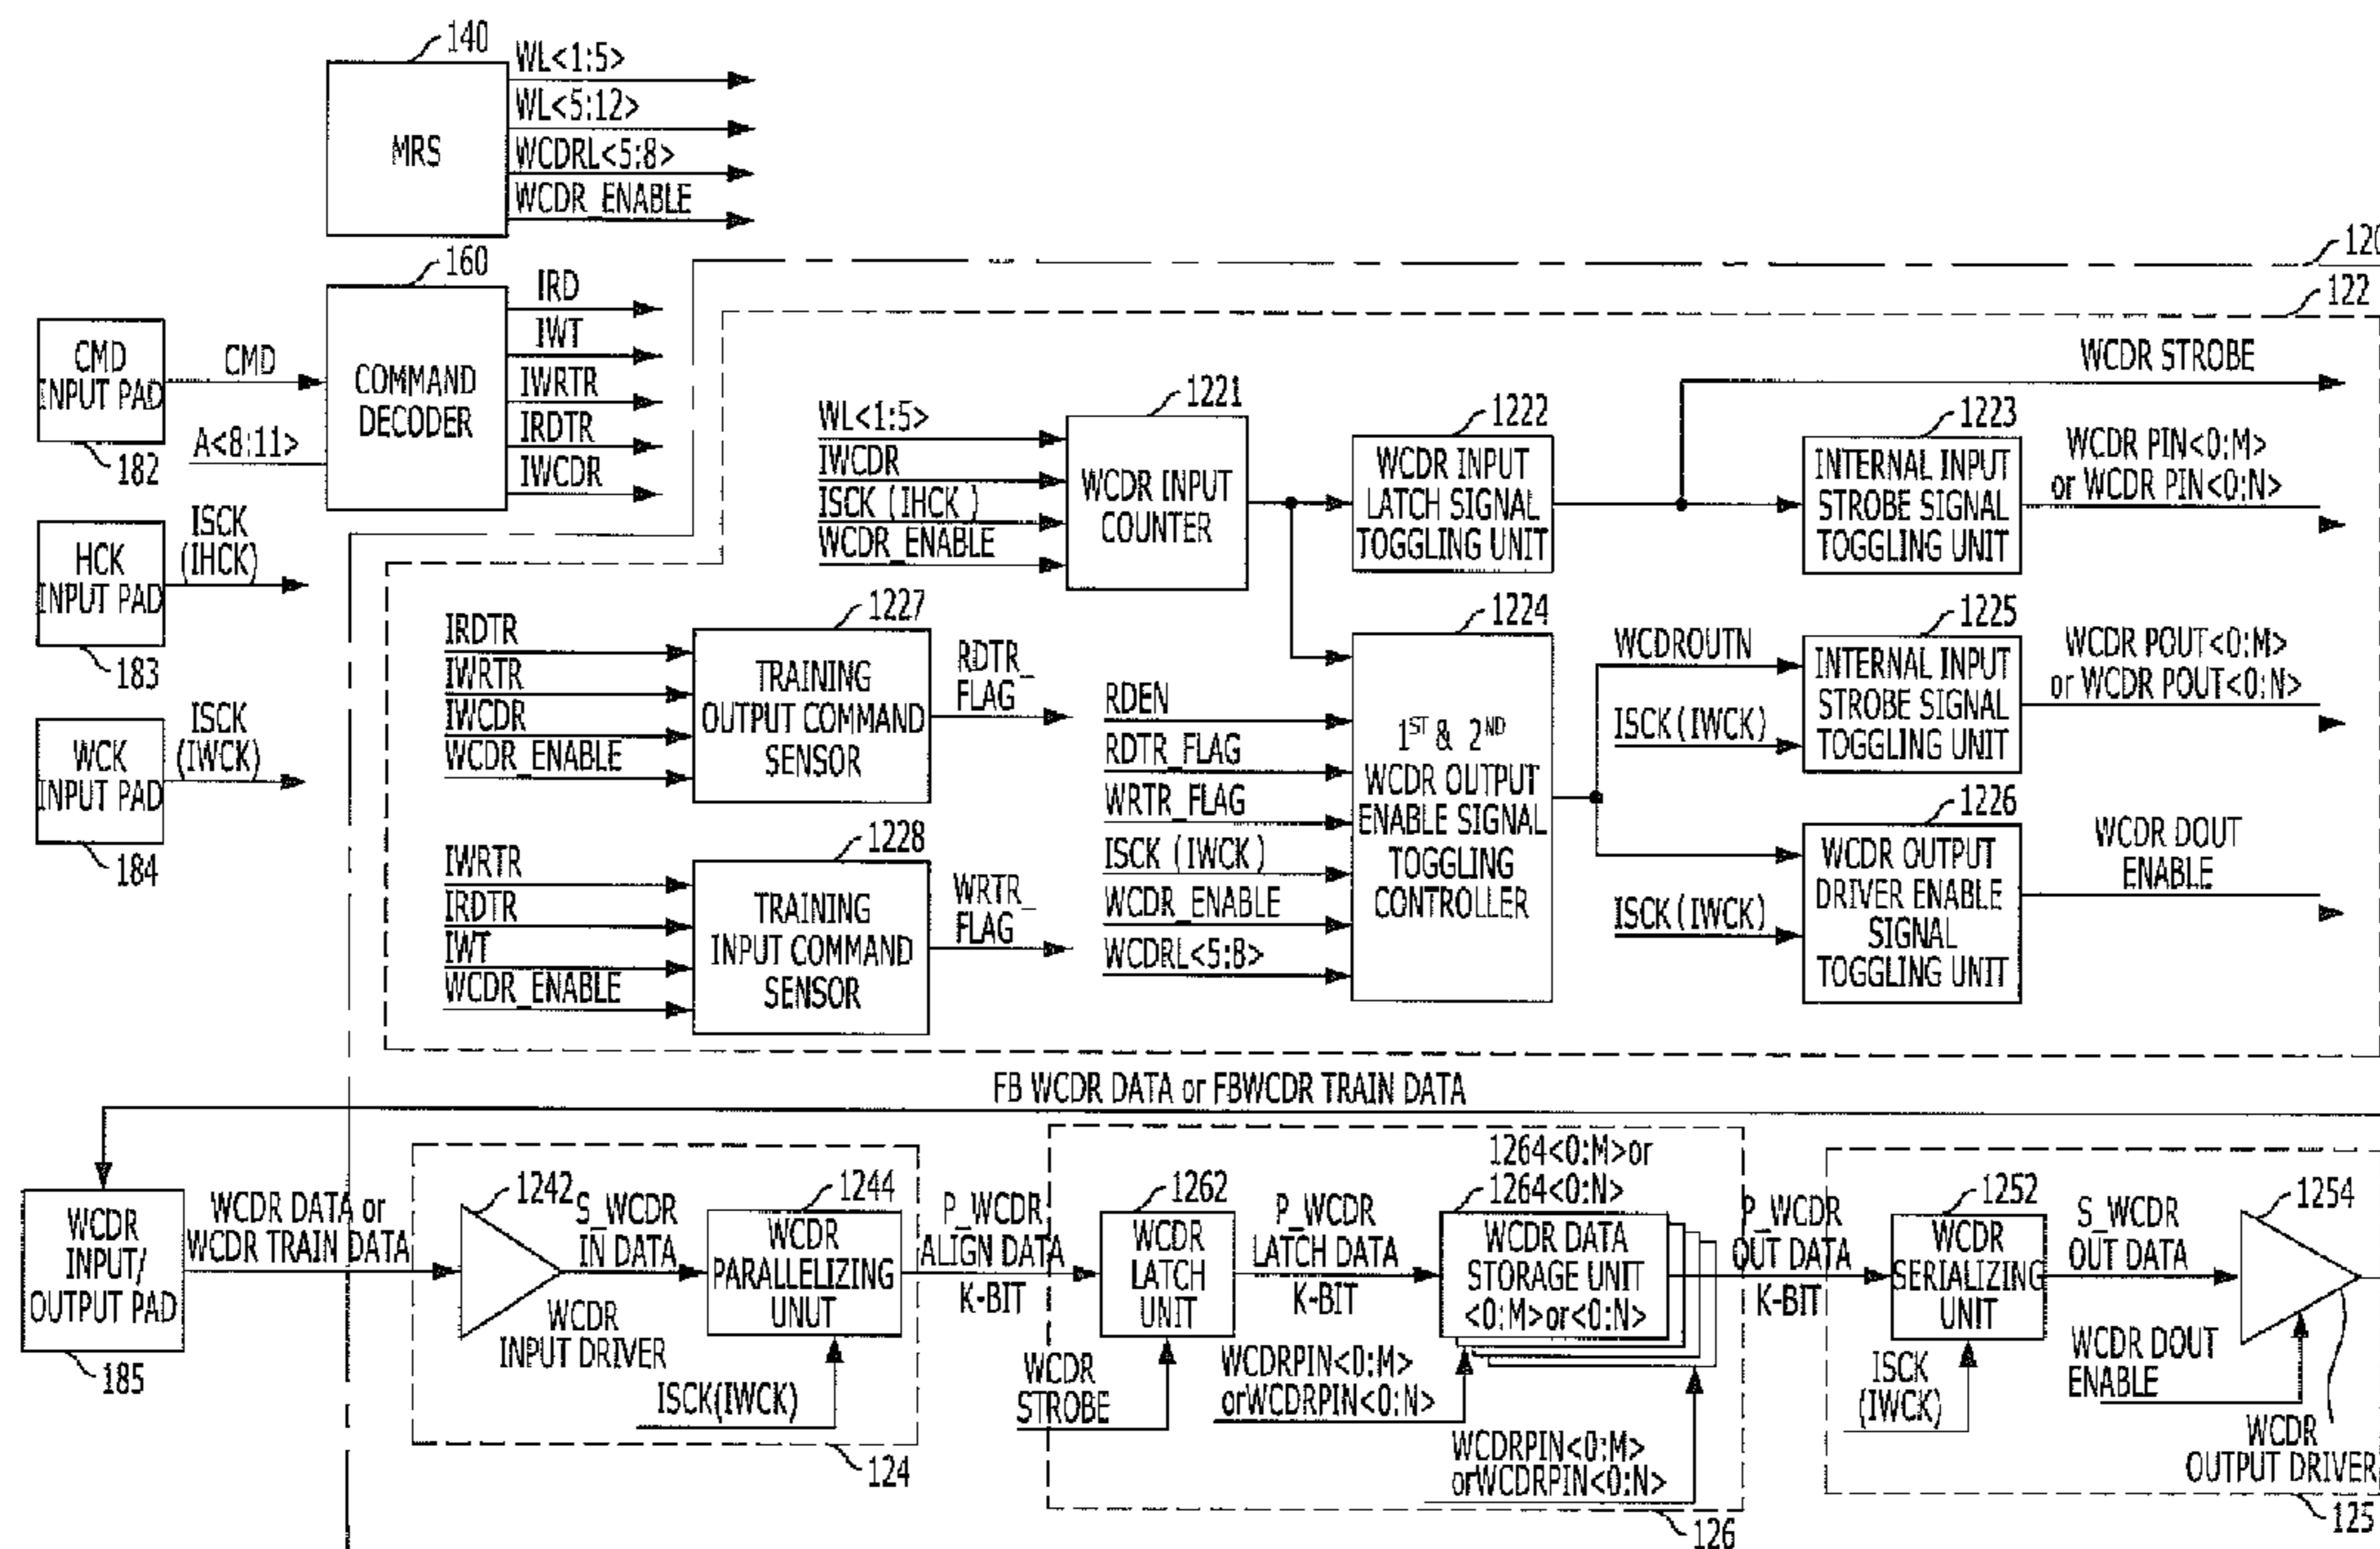 140
WL<1:5>
WL<5:12>
WCDRL<5:8>
WCDR_ENABLE
MRS
160
IRD
IWT
IWRTR
IRDTR
IWCDR
COMMAND
DECODER
CMD
INPUT PAD
CMD
182
A<8:11>
HCK
INPUT PAD
ISCK
(IHCK)
183
WCK
INPUT PAD
ISCK
(IWCK)
184
122
WCDR STROBE
WL<1:5>
IWCDR
ISCK (IHCK )
WCDR_ENABLE
1221
WCDR INPUT
COUNTER
1222
WCDR INPUT
LATCH SIGNAL
TOGGLING UNIT
1223
INTERNAL INPUT
STROBE SIGNAL
TOGGLING UNIT
WCDR PIN<0:M>
or WCDR PIN<0:N>
IRDTR
IWRTR
IWCDR
WCDR_ENABLE
1227
TRAINING
OUTPUT COMMAND
SENSOR
RDTR_
FLAG
IWRTR
IRDTR
IWT
WCDR_ENABLE
1228
TRAINING
INPUT COMMAND
SENSOR
WRTR_
FLAG
RDEN
RDTR_FLAG
WRTR_FLAG
ISCK (IWCK)
WCDR_ENABLE
WCDRL<5:8>
1224
1ST & 2ND
WCDR OUTPUT
ENABLE SIGNAL
TOGGLING
CONTROLLER
WCDROUTN
ISCK (IWCK)
1225
INTERNAL INPUT
STROBE SIGNAL
TOGGLING UNIT
WCDR POUT<0:M>
or WCDR POUT<0:N>
ISCK (IWCK)
1226
WCDR OUTPUT
DRIVER ENABLE
SIGNAL
TOGGLING UNIT
WCDR DOUT
ENABLE
FB WCDR DATA or FBWCDR TRAIN DATA
WCDR
INPUT/
OUTPUT PAD
185
WCDR DATA or
WCDR TRAIN DATA
1242
WCDR
INPUT DRIVER
S_WCDR
IN DATA
1244
WCDR
PARALLELIZING
UNUT
ISCK(IWCK)
124
P_WCDR
ALIGN DATA
K-BIT
1262
WCDR
LATCH
UNIT
WCDR
STROBE
P_WCDR
LATCH DATA
K-BIT
1264<0:M>or
1264<0:N>
WCDR DATA
STORAGE UNIT
<0:M>or<0:N>
WCDRPIN<0:M>
orWCDRPIN<0:N>
WCDRPIN<0:M>
orWCDRPIN<0:N>
126
P_WCDR
OUT DATA
K-BIT
1252
WCDR
SERIALIZING
UNIT
ISCK
(IWCK)
S_WCDR
OUT DATA
1254
WCDR DOUT
ENABLE
WCDR
OUTPUT DRIVER
125